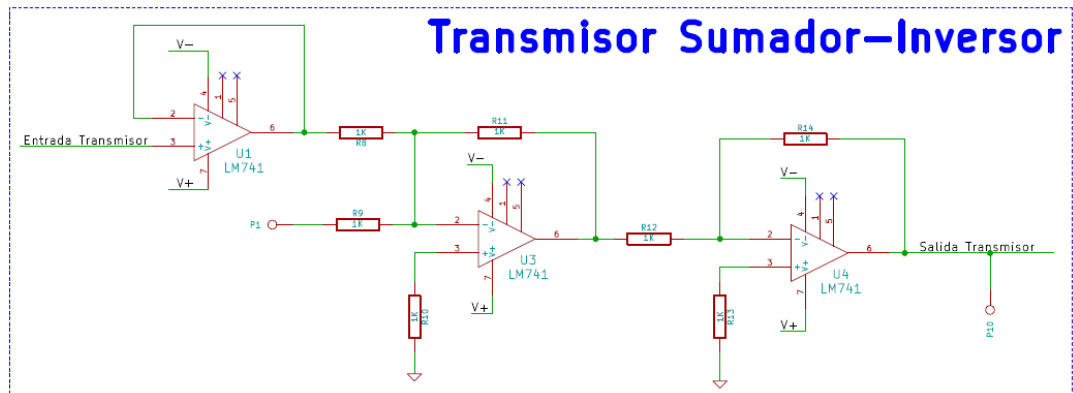 Transmisor Sumador-Inversor
V-
4
1
5
2
-
V-
6
Entrada Transmisor
3
+
V+
7
U1
LM741
V+
1K
R8
R11
1K
P1
R9
1K
V-
4
1
5
2
-
V-
6
3
+
V+
7
U3
LM741
V+
1K
R10
R12
1K
R14
1K
V-
4
1
5
2
-
V-
6
3
+
V+
7
U4
LM741
V+
1K
R13
Salida Transmisor
P10